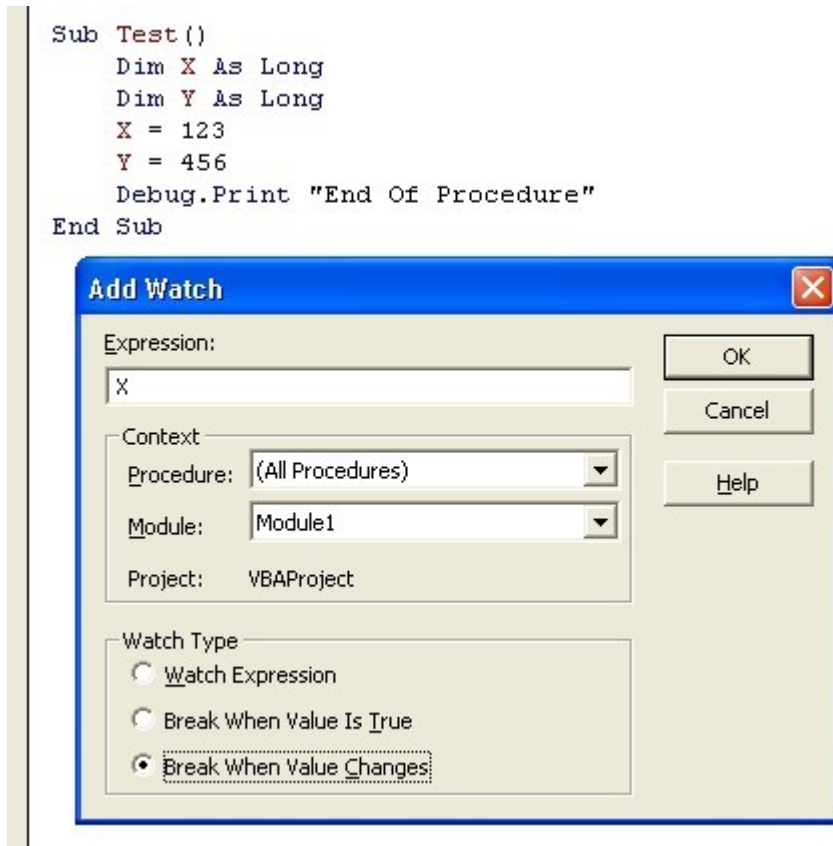 Sub Test()
Dim X As Long
Dim Y As Long
X = 123
Y = 456
Debug.Print "End Of Procedure"
End Sub
Add Watch
Expression:
X
OK
Cancel
Help
Context
Procedure: (All Procedures)
Module: Module1
Project: VBAProject
Watch Type
Watch Expression
Break When Value Is True
Break When Value Changes